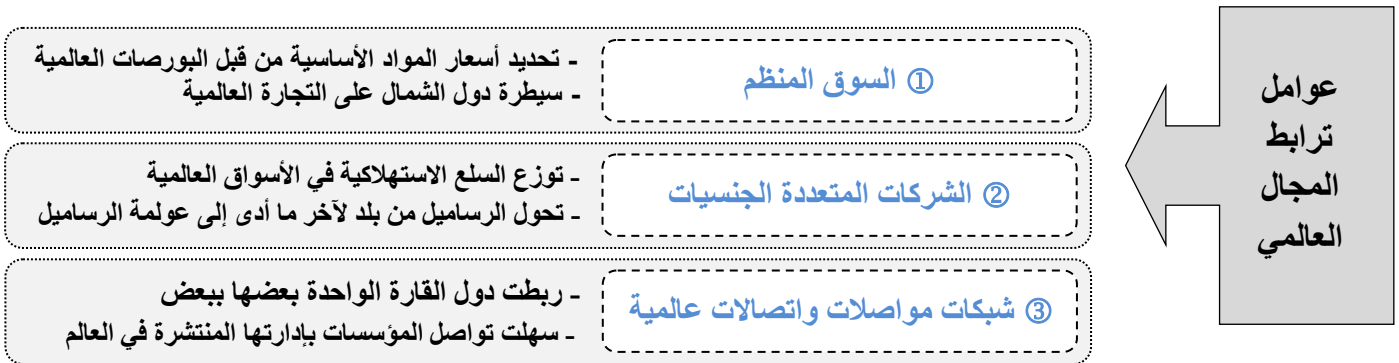 عوامل
ترابط
المجال
العالمي
① السوق المنظم
- تحديد أسعار المواد الأساسية من قبل البورصات العالمية
- سيطرة دول الشمال على التجارة العالمية
② الشركات المتعددة الجنسيات
- توزع السلع الاستهلاكية في الأسواق العالمية
- تحول الرساميل من بلد لآخر ما أدى إلى عولمة الرساميل
③ شبكات مواصلات واتصالات عالمية
- ربطت دول القارة الواحدة بعضها ببعض
- سهلت تواصل المؤسسات بإدارتها المنتشرة في العالم